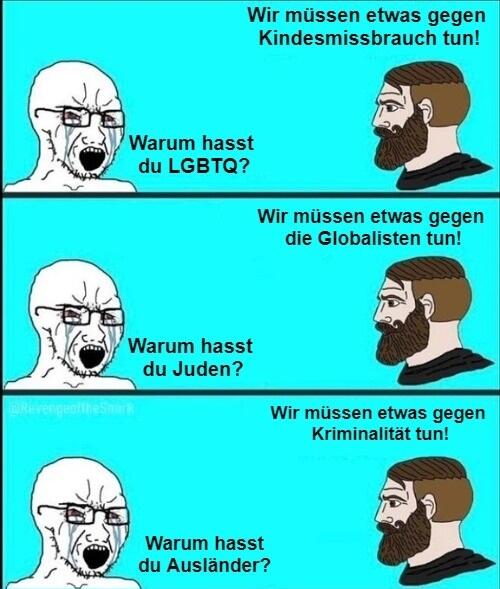 Wir müssen etwas gegen
Kindesmissbrauch tun!
Warum hasst
du LGBTQ?
Wir müssen etwas gegen
die Globalisten tun!
Warum hasst
du Juden?
@RevengeoftheSnark
Wir müssen etwas gegen
Kriminalität tun!
Warum hasst
du Ausländer?